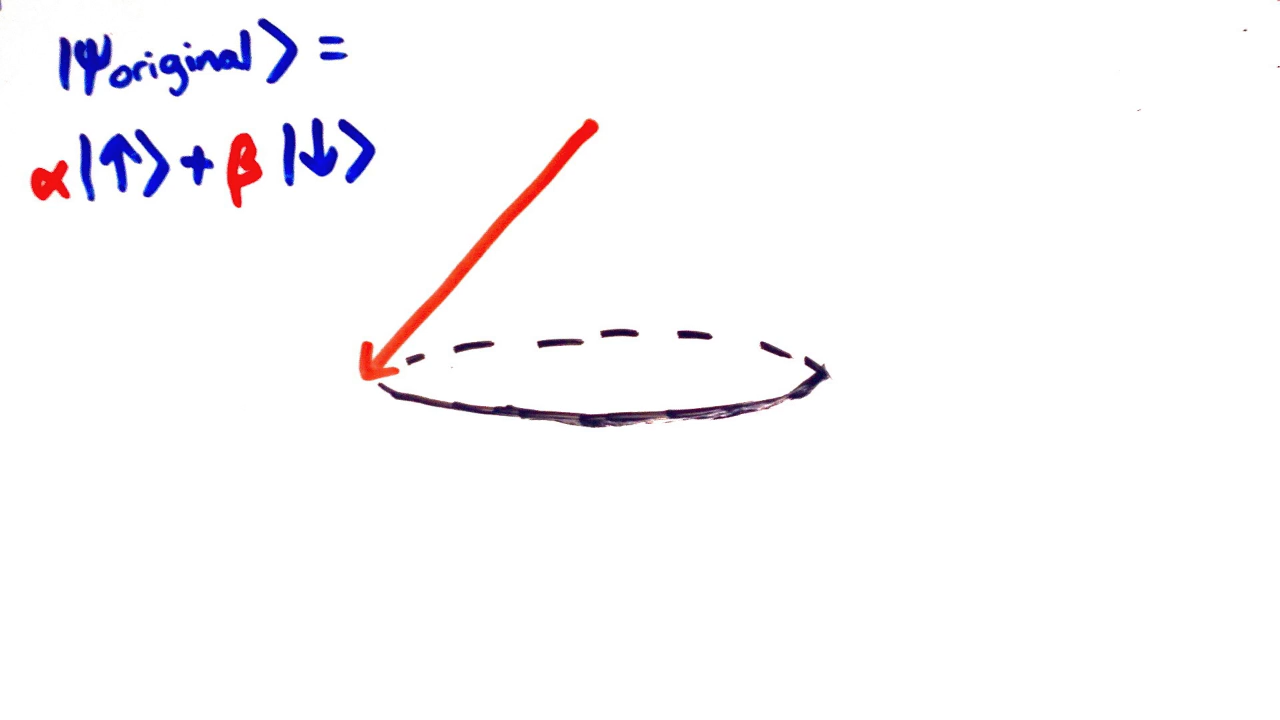 |ψoriginal⟩ =
α|↑⟩ + β|↓⟩